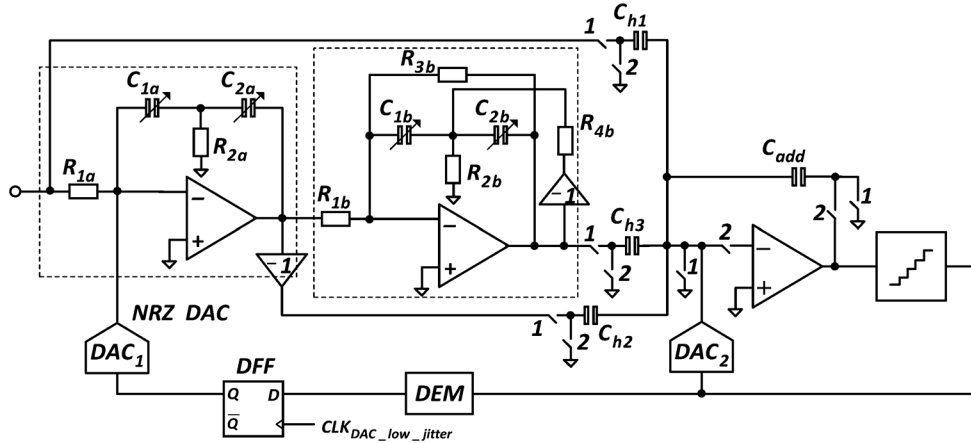 1
C_h1
2
C_1a
C_2a
R_3b
C_1b
C_2b
R_4b
R_2a
R_1a
R_2b
C_add
R_1b
−
+
−1
−
+
1
C_h3
2
1
2
−
+
2
1
−1
NRZ DAC
1
2
C_h2
DAC_1
DAC_2
DFF
Q
D
Q̅
DEM
CLK_DAC_low_jitter